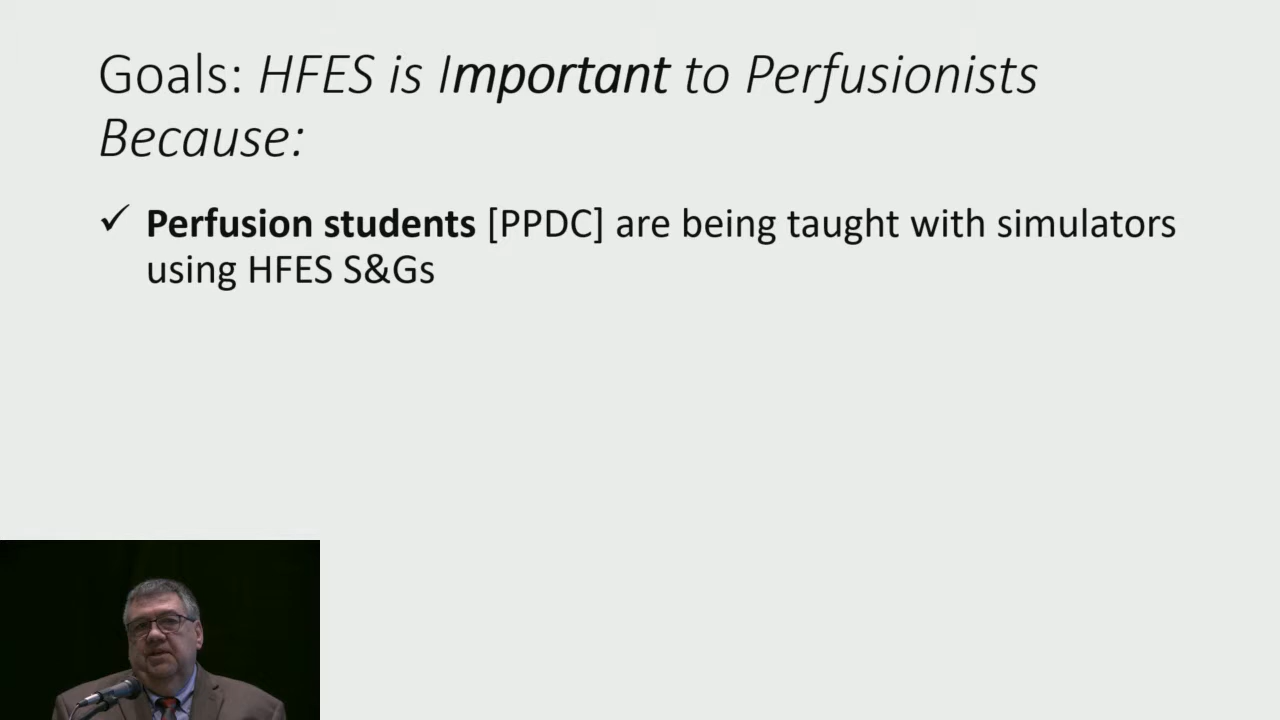 Goals: HFES is Important to Perfusionists
Because:
✓ Perfusion students [PPDC] are being taught with simulators
using HFES S&Gs